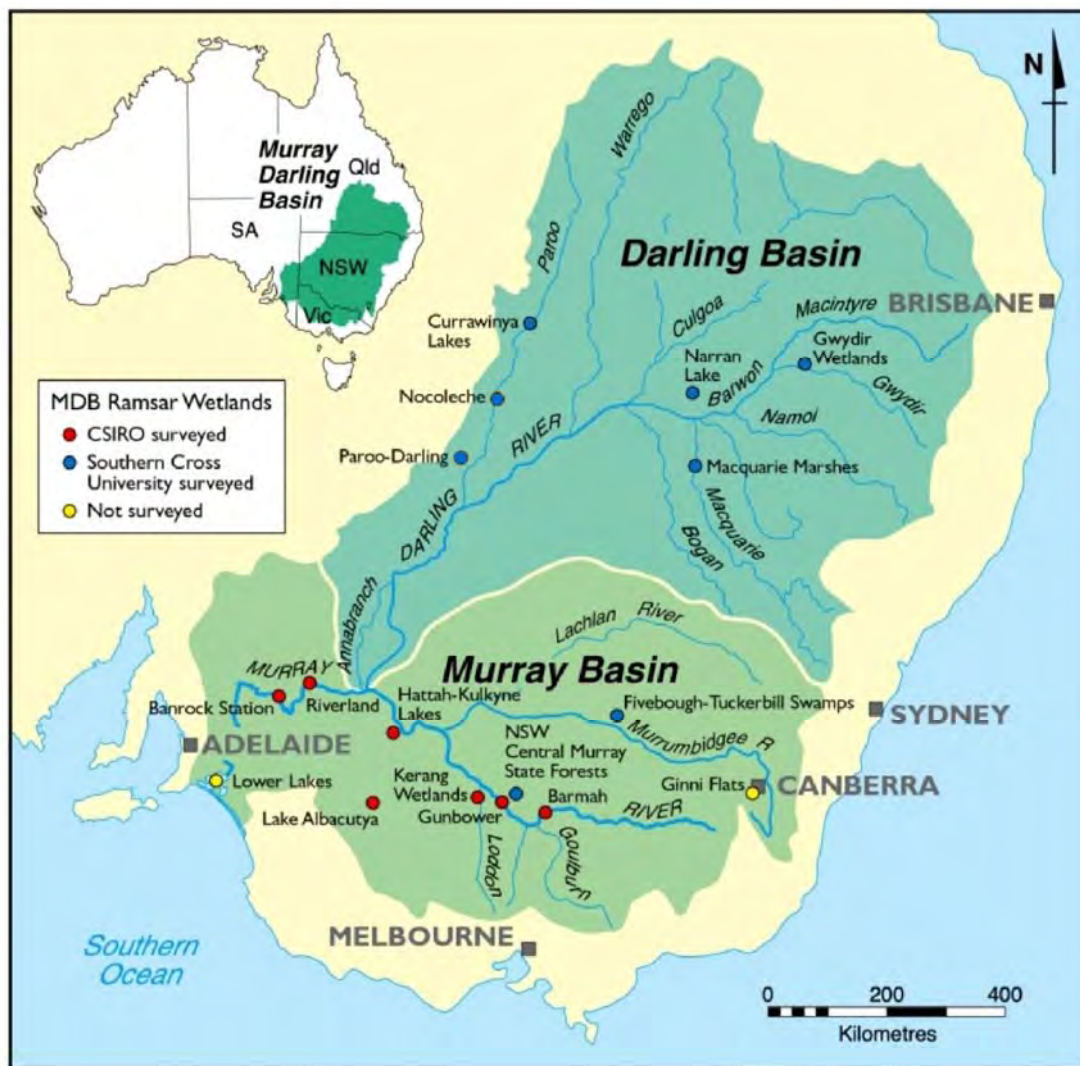 N
Murray
Darling
Basin
Qld
SA
NSW
Vic
MDB Ramsar Wetlands
CSIRO surveyed
Southern Cross
University surveyed
Not surveyed
Warrego
Paroo
Darling Basin
Culgoa
Macintyre
BRISBANE
Currawinya
Lakes
Narran
Lake
Barwon
Gwydir
Wetlands
Gwydir
Nocoleche
Namoi
RIVER
Paroo-Darling
Macquarie Marshes
DARLING
Macquarie
Bogan
Annabranch
Lachlan River
Murray Basin
MURRAY
Banrock Station
Riverland
Hattah-Kulkyne
Lakes
Fivebough-Tuckerbill Swamps
SYDNEY
ADELAIDE
NSW
Central Murray
State Forests
Murrumbidgee R
Lower Lakes
Kerang
Wetlands
Ginni Flats
CANBERRA
Lake Albacutya
Gunbower
Barmah
RIVER
Loddon
Goulburn
MELBOURNE
Southern
Ocean
0 200 400
Kilometres